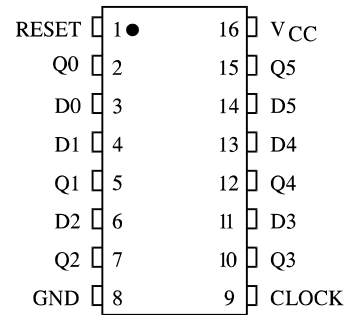 RESET 1 16 VCC
Q0 2 15 Q5
D0 3 14 D5
D1 4 13 D4
Q1 5 12 Q4
D2 6 11 D3
Q2 7 10 Q3
GND 8 9 CLOCK